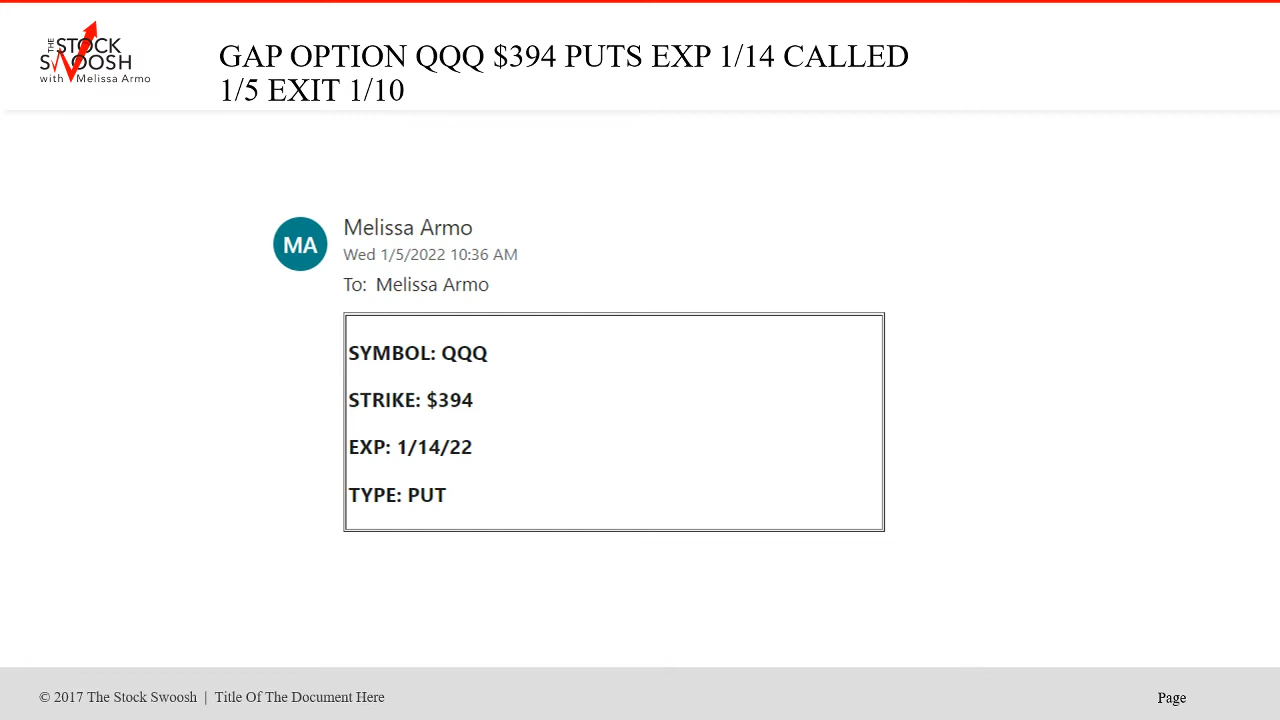 THE STOCK
SWOOSH
with Melissa Armo
GAP OPTION QQQ $394 PUTS EXP 1/14 CALLED
1/5 EXIT 1/10
MA
Melissa Armo
Wed 1/5/2022 10:36 AM
To: Melissa Armo
SYMBOL: QQQ
STRIKE: $394
EXP: 1/14/22
TYPE: PUT
© 2017 The Stock Swoosh | Title Of The Document Here
Page